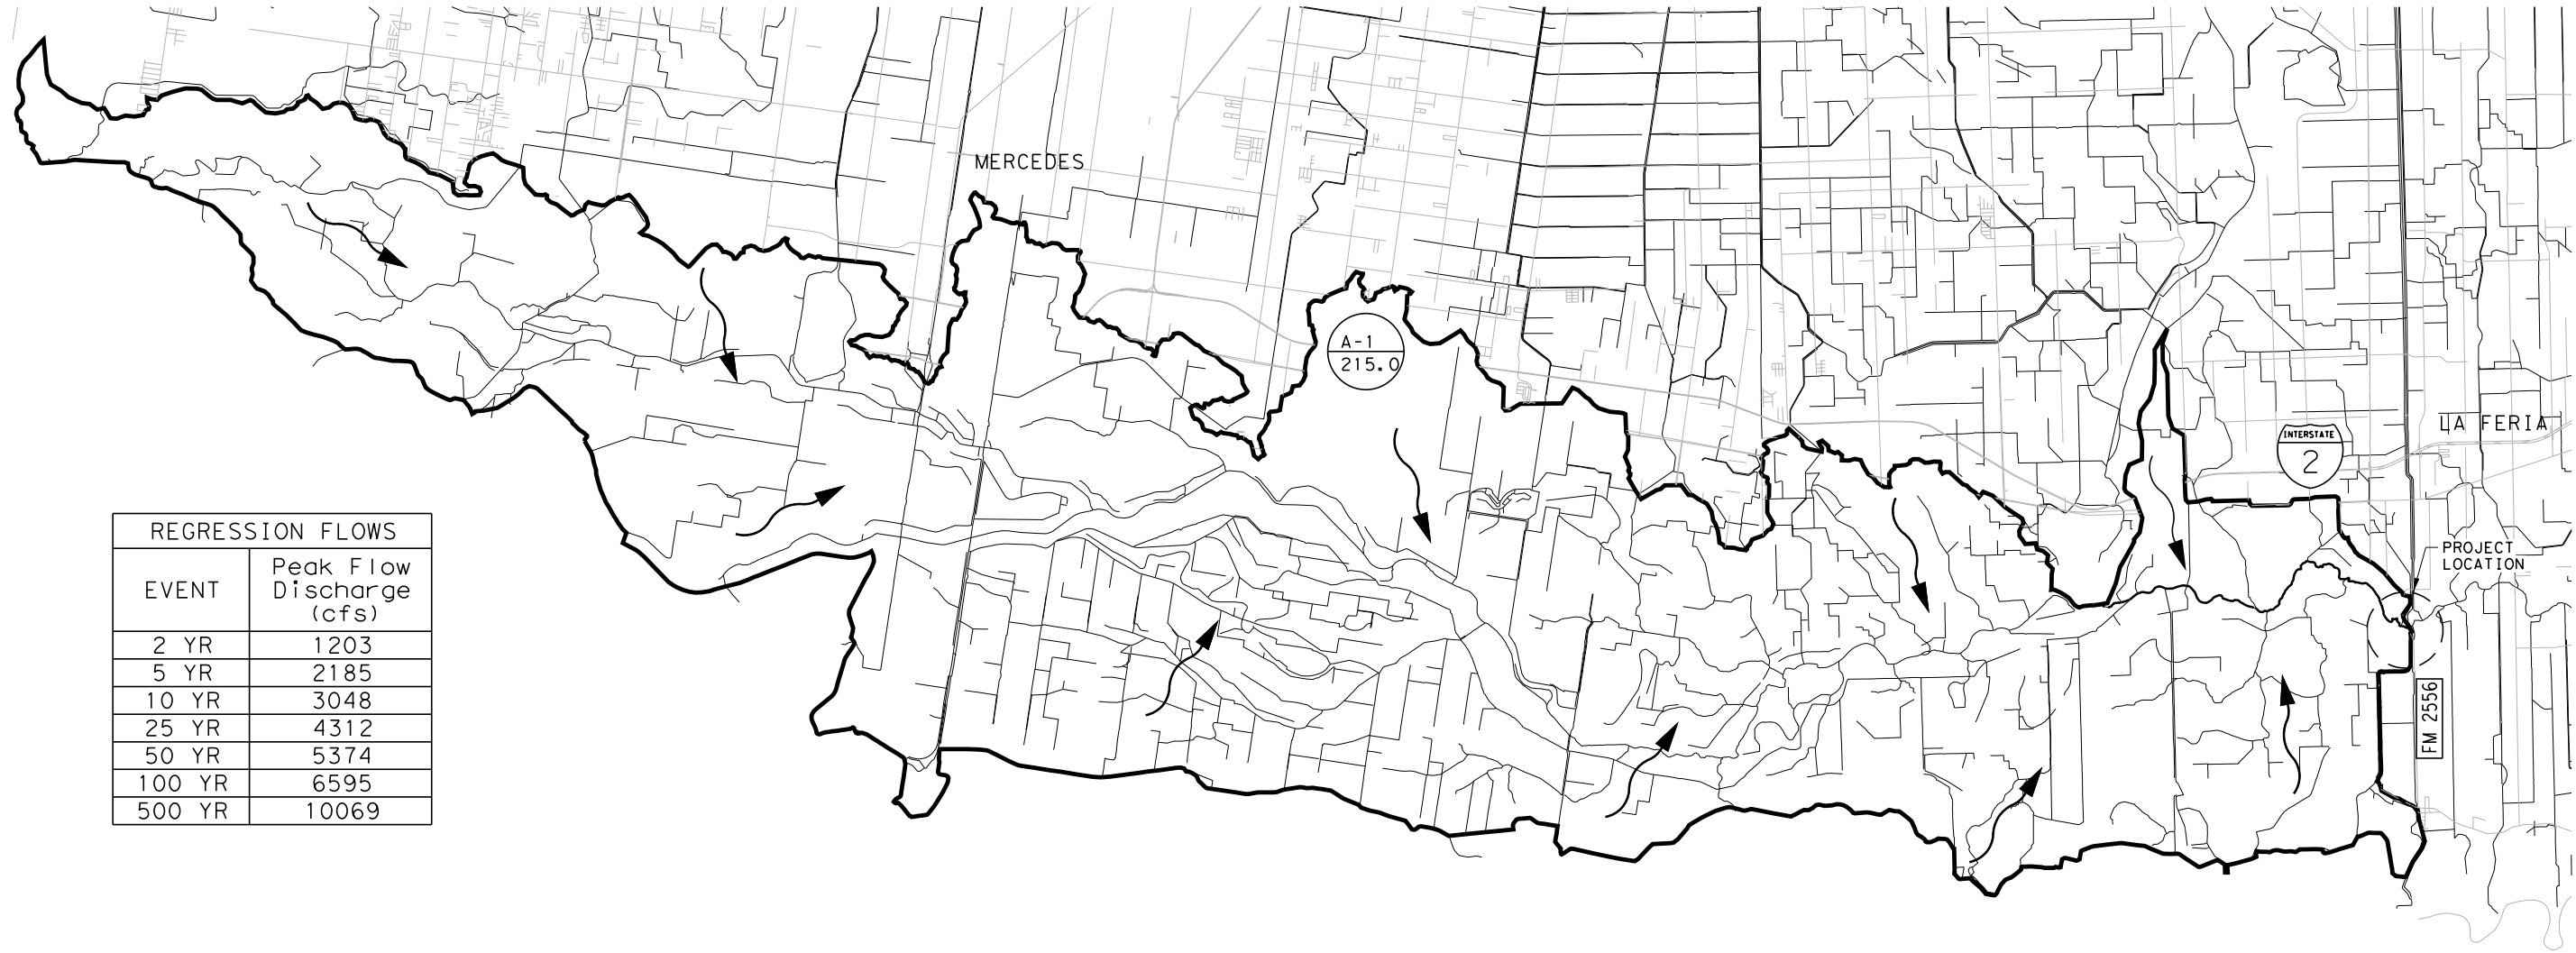 MERCEDES
A-1
215.0
LA FERIA
INTERSTATE
2
PROJECT
LOCATION
FM 2556
REGRESSION FLOWS
EVENT Peak Flow Discharge (cfs)
2 YR 1203
5 YR 2185
10 YR 3048
25 YR 4312
50 YR 5374
100 YR 6595
500 YR 10069